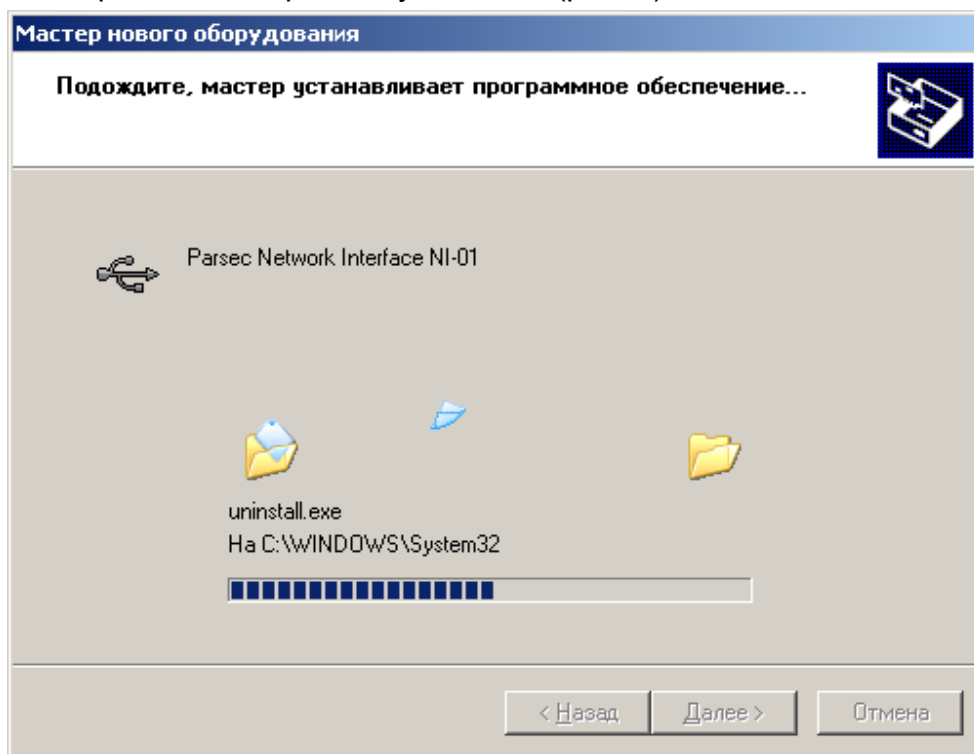 Мастер нового оборудования
Подождите, мастер устанавливает программное обеспечение...
Parsec Network Interface NI-01
uninstall.exe
На C:\WINDOWS\System32
< Назад
Далее >
Отмена